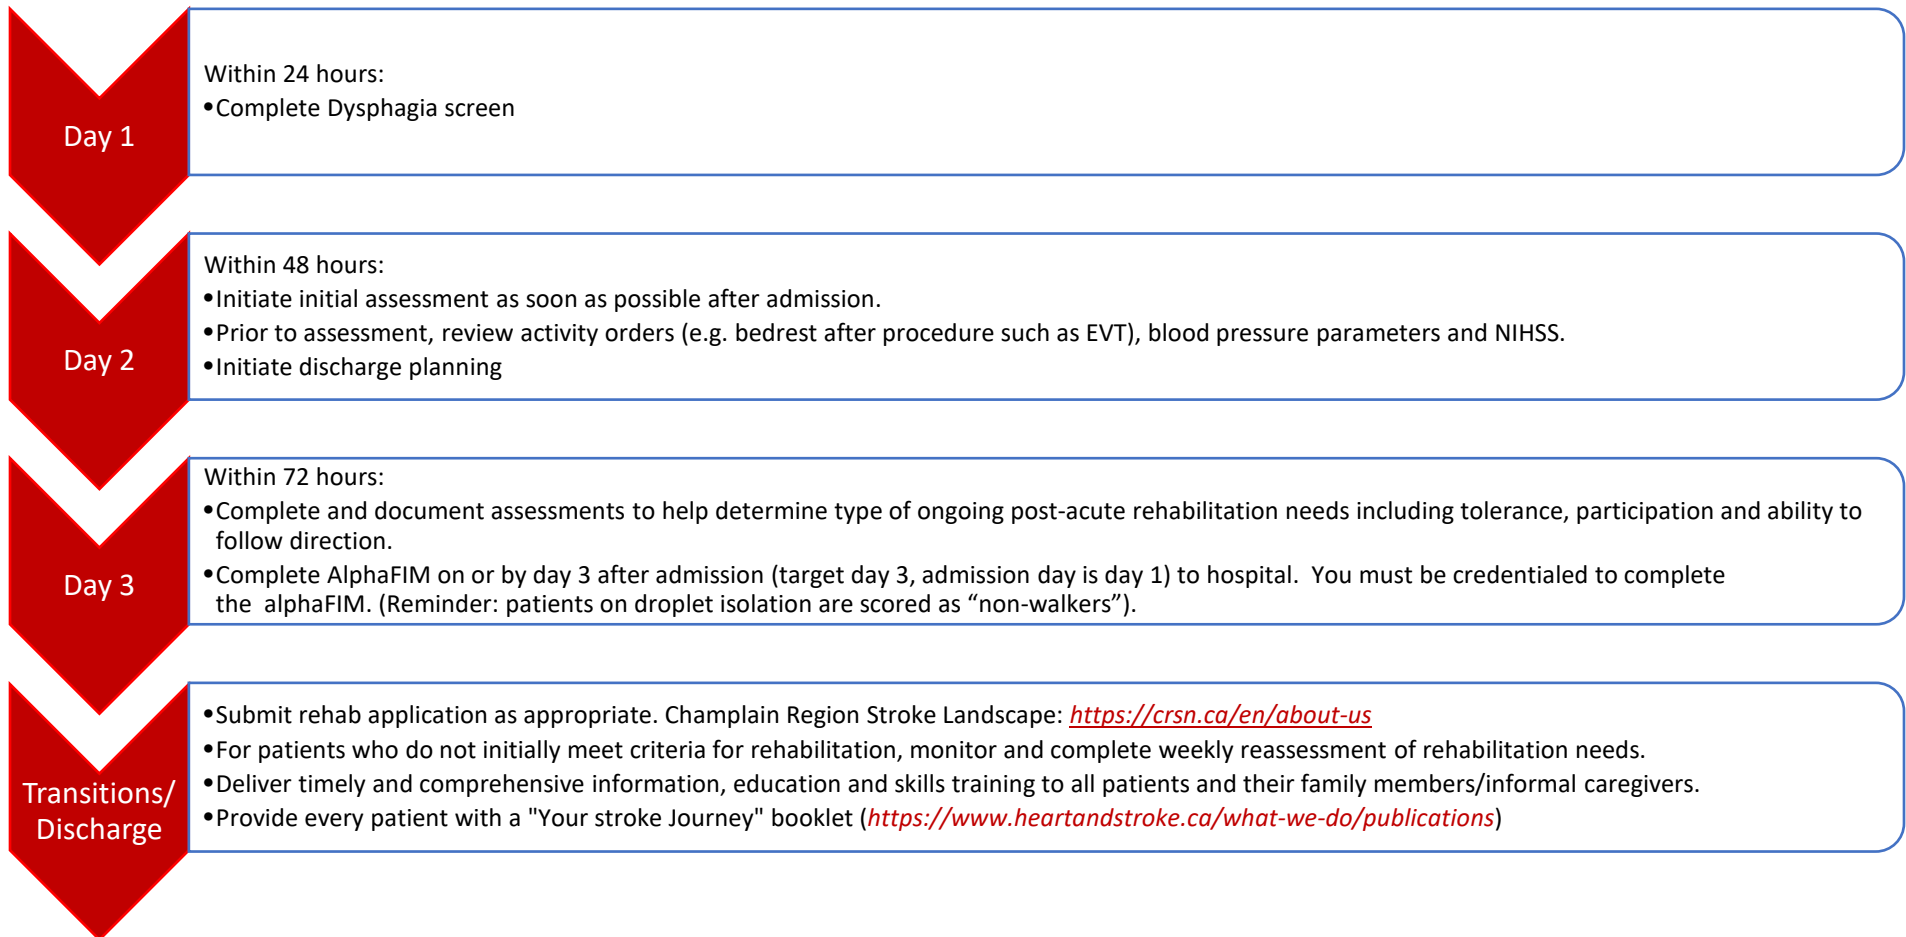 Day 1
Within 24 hours:
•Complete Dysphagia screen
Day 2
Within 48 hours:
•Initiate initial assessment as soon as possible after admission.
•Prior to assessment, review activity orders (e.g. bedrest after procedure such as EVT), blood pressure parameters and NIHSS.
•Initiate discharge planning
Day 3
Within 72 hours:
•Complete and document assessments to help determine type of ongoing post-acute rehabilitation needs including tolerance, participation and ability to
follow direction.
•Complete AlphaFIM on or by day 3 after admission (target day 3, admission day is day 1) to hospital.  You must be credentialed to complete
the  alphaFIM. (Reminder: patients on droplet isolation are scored as “non-walkers”).
Transitions/
Discharge
•Submit rehab application as appropriate. Champlain Region Stroke Landscape: https://crsn.ca/en/about-us
•For patients who do not initially meet criteria for rehabilitation, monitor and complete weekly reassessment of rehabilitation needs.
•Deliver timely and comprehensive information, education and skills training to all patients and their family members/informal caregivers.
•Provide every patient with a "Your stroke Journey" booklet (https://www.heartandstroke.ca/what-we-do/publications)